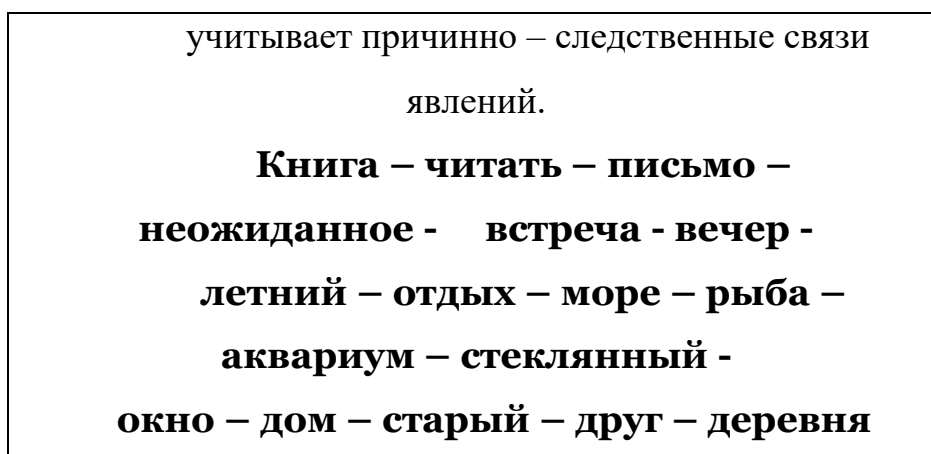 учитывает причинно – следственные связи
явлений.
Книга – читать – письмо –
неожиданное - встреча - вечер -
летний – отдых – море – рыба –
аквариум – стеклянный -
окно – дом – старый – друг – деревня